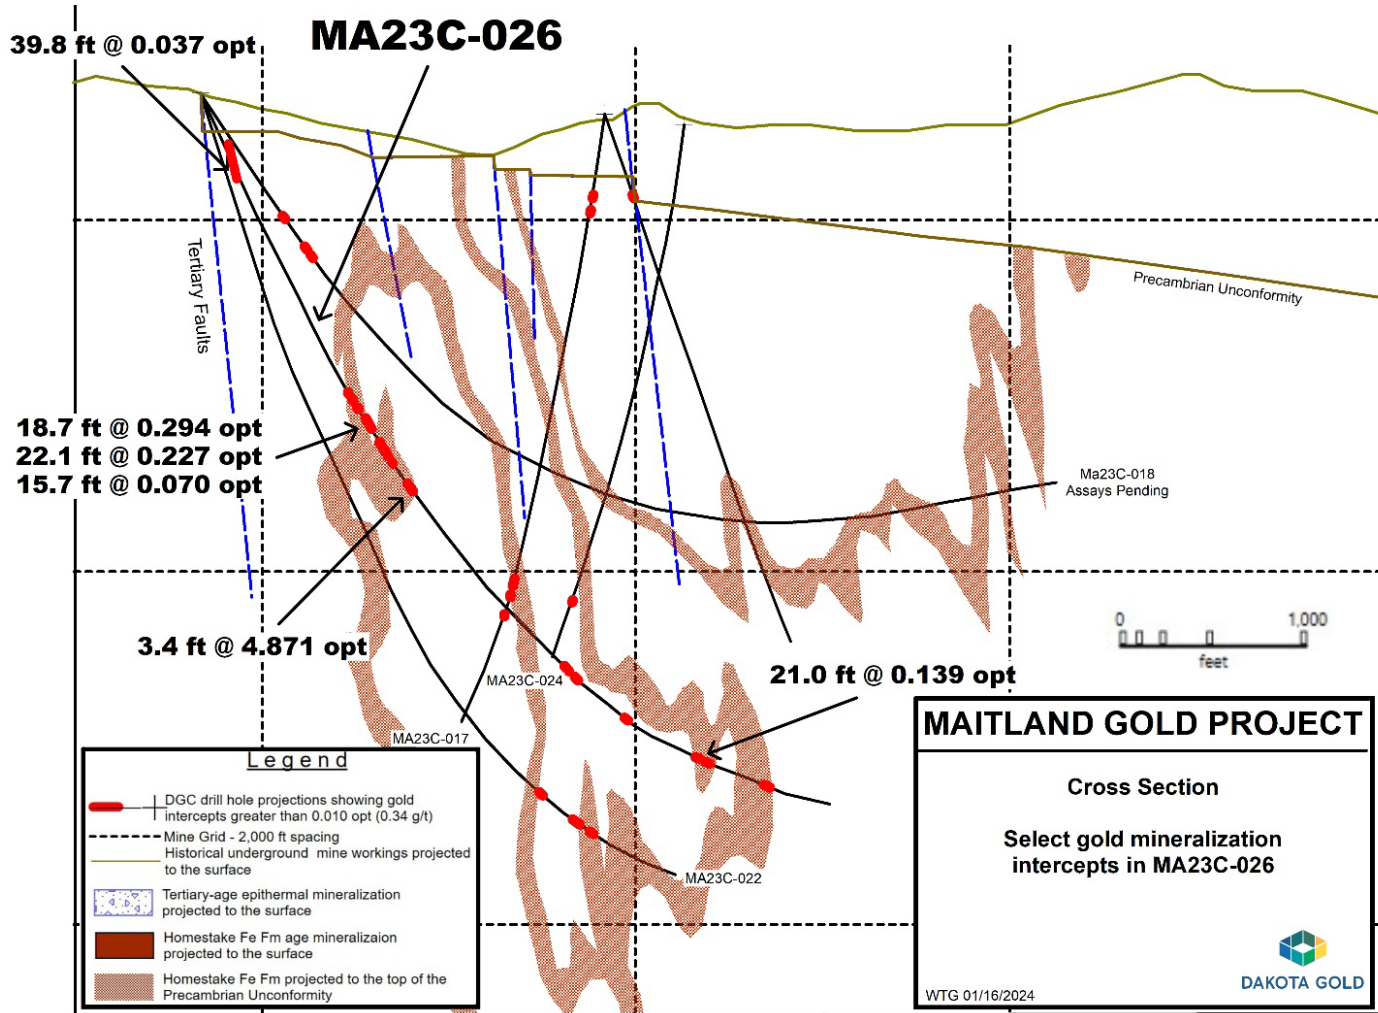 39.8 ft @ 0.037 opt
MA23C-026
Tertiary Faults
Precambrian Unconformity
18.7 ft @ 0.294 opt
22.1 ft @ 0.227 opt
15.7 ft @ 0.070 opt
Ma23C-018
Assays Pending
3.4 ft @ 4.871 opt
0 1,000
feet
MA23C-024
21.0 ft @ 0.139 opt
MA23C-017
MA23C-022
Legend
DGC drill hole projections showing gold
intercepts greater than 0.010 opt (0.34 g/t)
Mine Grid - 2,000 ft spacing
Historical underground mine workings projected
to the surface
Tertiary-age epithermal mineralization
projected to the surface
Homestake Fe Fm age mineralizaion
projected to the surface
Homestake Fe Fm projected to the top of the
Precambrian Unconformity
MAITLAND GOLD PROJECT
Cross Section
Select gold mineralization
intercepts in MA23C-026
WTG 01/16/2024
DAKOTA GOLD